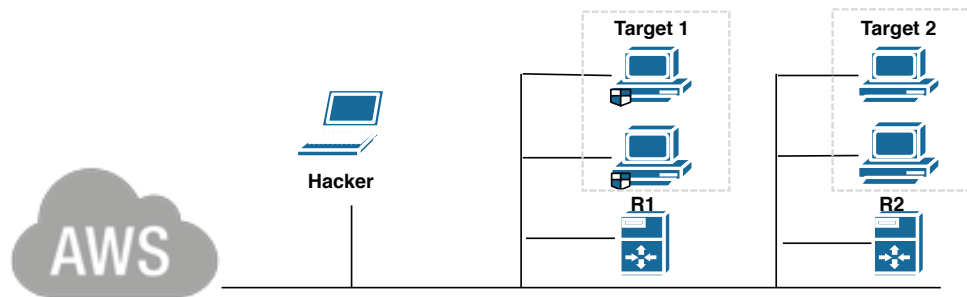 Target 1
Target 2
Hacker
R1
R2
AWS